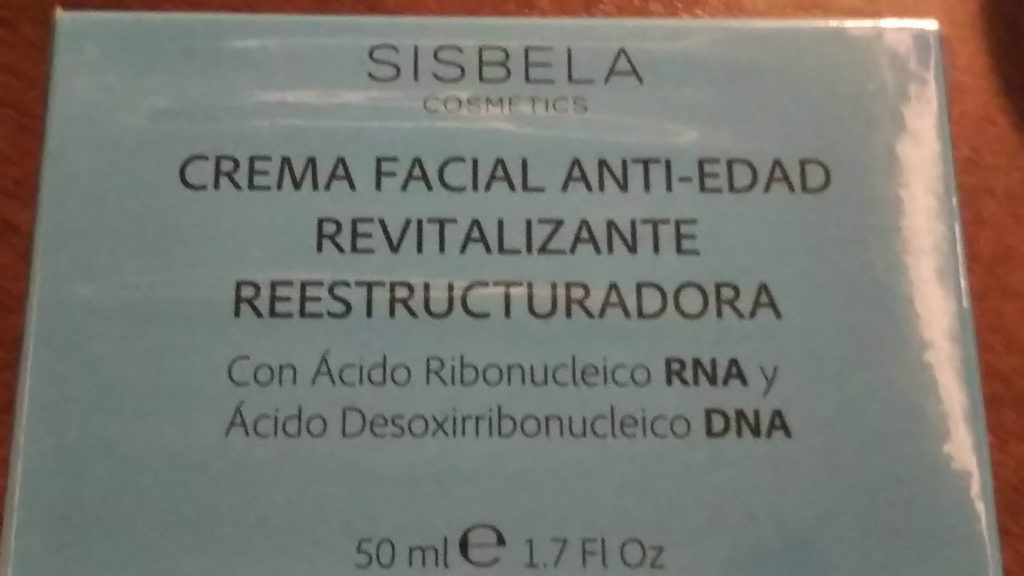 SISBELA
COSMETICS
CREMA FACIAL ANTI-EDAD
REVITALIZANTE
REESTRUCTURADORA
Con Ácido Ribonucleico RNA y
Ácido Desoxirribonucleico DNA
50 ml ℮ 1.7 Fl Oz